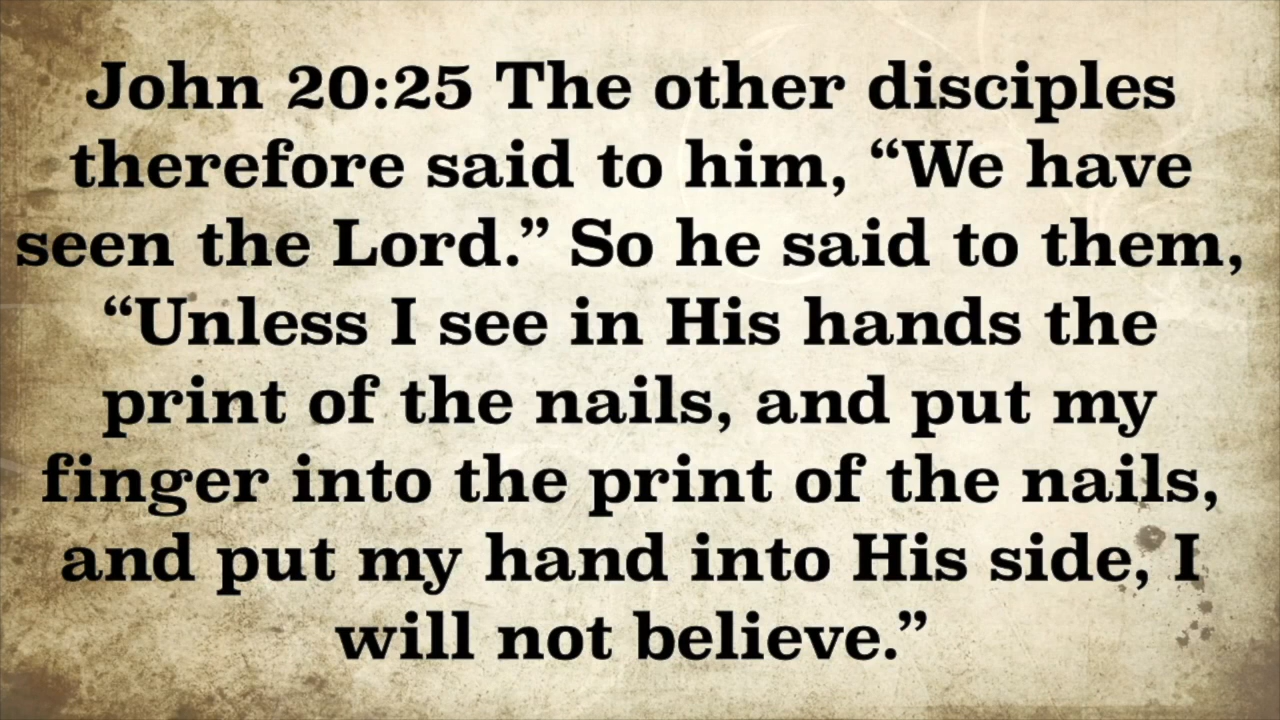 John 20:25 The other disciples
therefore said to him, “We have
seen the Lord.” So he said to them,
“Unless I see in His hands the
print of the nails, and put my
finger into the print of the nails,
and put my hand into His side, I
will not believe.”